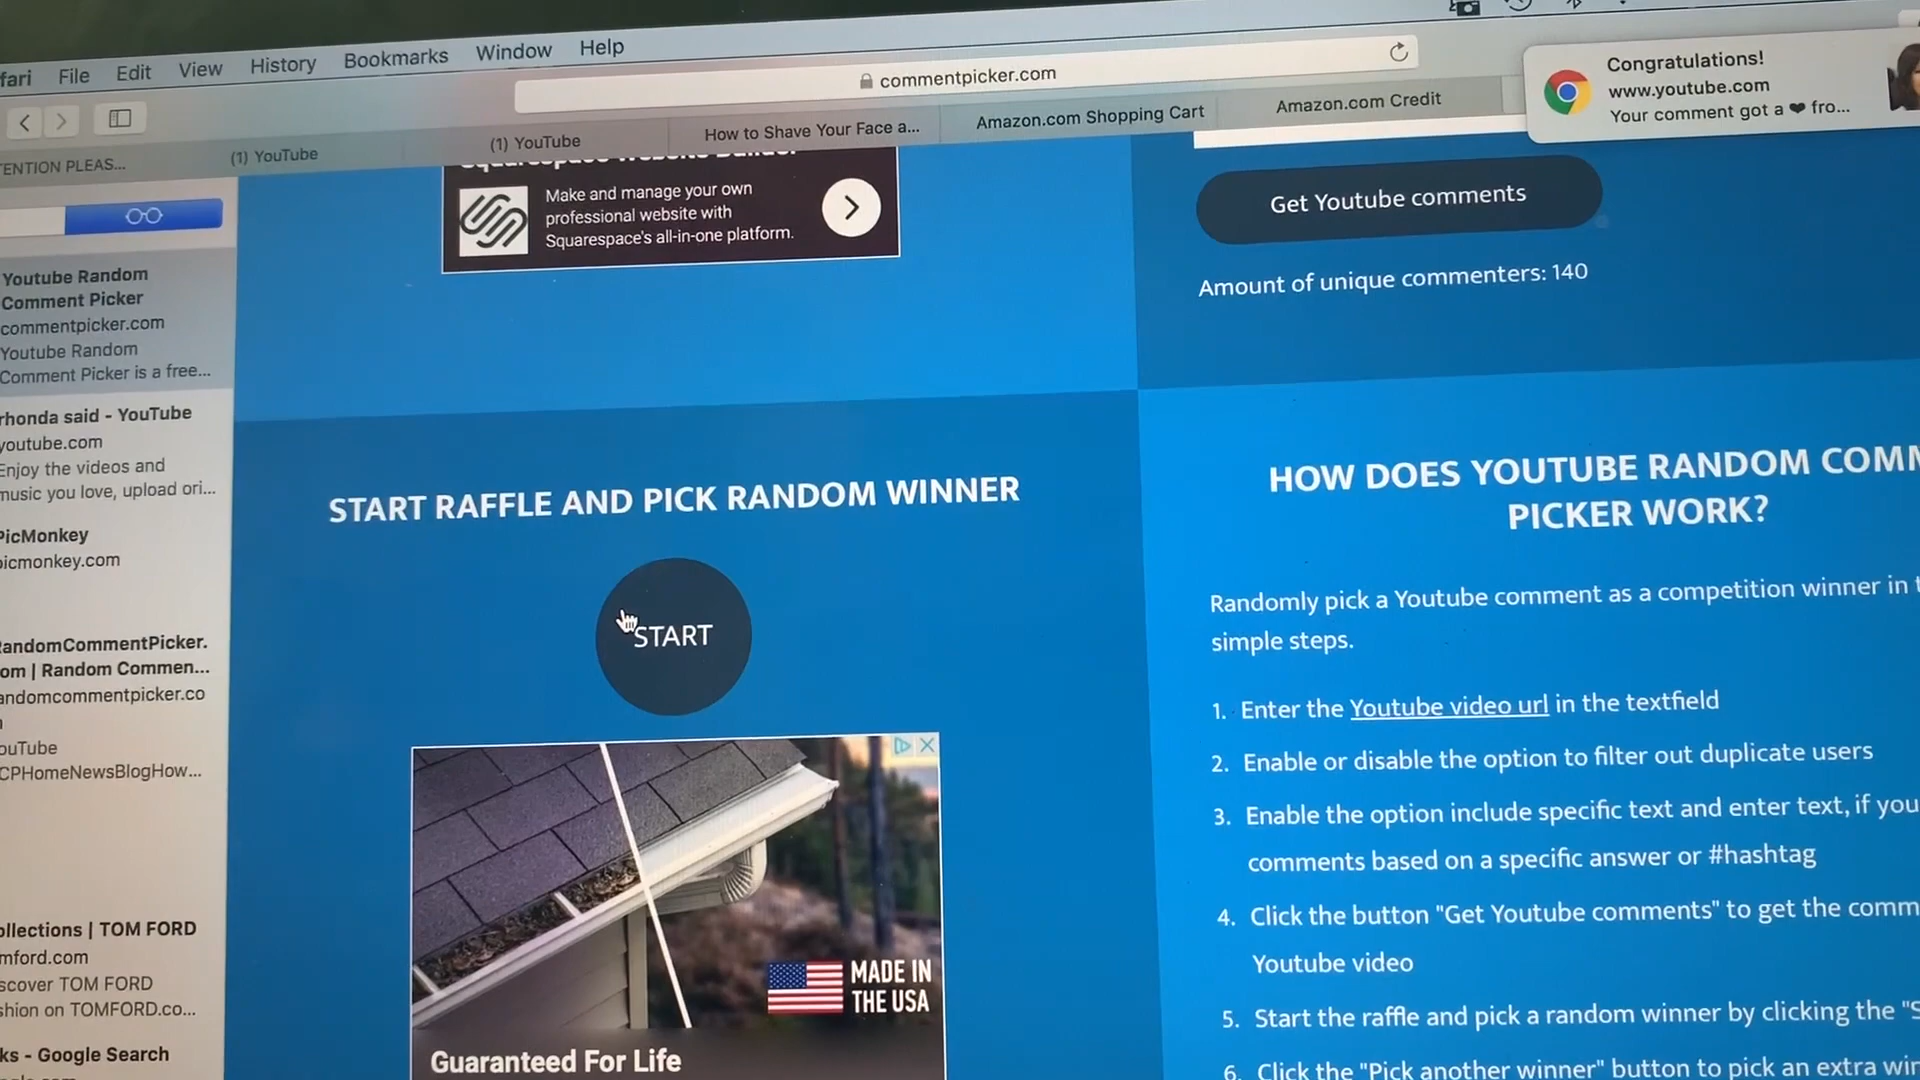 fari File Edit View History Bookmarks Window Help
commentpicker.com
Congratulations!
www.youtube.com
Your comment got a ❤ fro...
TENTION PLEAS...
(1) YouTube
(1) YouTube
How to Shave Your Face a...
Amazon.com Shopping Cart
Amazon.com Credit
Youtube Random
Comment Picker
commentpicker.com
Youtube Random
Comment Picker is a free...
rhonda said - YouTube
youtube.com
Enjoy the videos and
music you love, upload ori...
PicMonkey
picmonkey.com
RandomCommentPicker.
om | Random Commen...
andomcommentpicker.co
ouTube
CPHomeNewsBlogHow...
ollections | TOM FORD
mford.com
scover TOM FORD
shion on TOMFORD.co...
ks - Google Search
Squarespace Website Builder
Make and manage your own
professional website with
Squarespace's all-in-one platform.
Get Youtube comments
Amount of unique commenters: 140
START RAFFLE AND PICK RANDOM WINNER
START
MADE IN
THE USA
Guaranteed For Life
HOW DOES YOUTUBE RANDOM COMM
PICKER WORK?
Randomly pick a Youtube comment as a competition winner in t
simple steps.
1. Enter the Youtube video url in the textfield
2. Enable or disable the option to filter out duplicate users
3. Enable the option include specific text and enter text, if you
comments based on a specific answer or #hashtag
4. Click the button "Get Youtube comments" to get the comm
Youtube video
5. Start the raffle and pick a random winner by clicking the "S
6. Click the "Pick another winner" button to pick an extra win